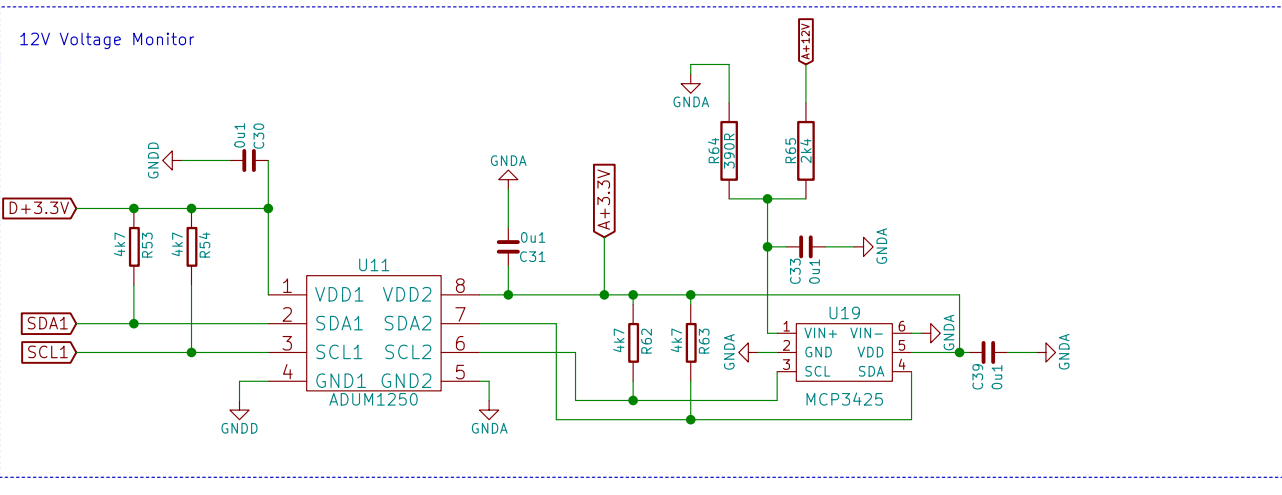 12V Voltage Monitor
A+12V
GNDA
R64
390R
R65
2k4
GNDD
0u1
C30
GNDA
A+3.3V
D+3.3V
4k7
R53
4k7
R54
0u1
C31
C33
0u1
GNDA
U11
1
VDD1
VDD2
8
SDA1
2
SDA1
SDA2
7
SCL1
3
SCL1
SCL2
6
4
GND1
GND2
5
ADUM1250
GNDD
GNDA
4k7
R62
4k7
R63
U19
1
VIN+
VIN-
6
GNDA
GNDA
2
GND
VDD
5
3
SCL
SDA
4
MCP3425
C39
0u1
GNDA